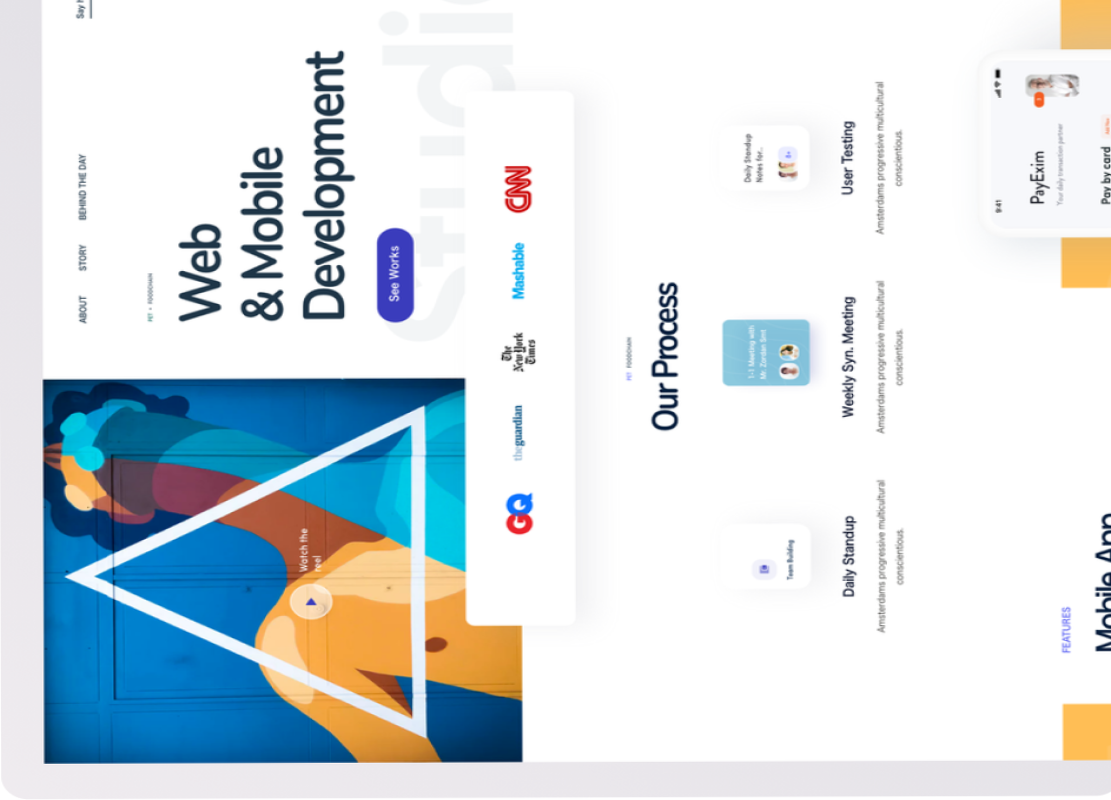 ABOUT
STORY
BEHIND THE DAY
Say
PET + FOODCHAIN
Web
& Mobile
Development
See Works
Studio
Watch the
reel
GQ
theguardian
The
New York
Times
Mashable
CNN
PET FOODCHAIN
Our Process
Team Building
Daily Standup
Amsterdams progressive multicultural
conscientious.
1-1 Meeting with
Mr. Zordan Smt
Weekly Syn. Meeting
Amsterdams progressive multicultural
conscientious.
Daily Standup
Notes for..
8+
User Testing
Amsterdams progressive multicultural
conscientious.
FEATURES
Mobile App
9:41
PayExim
Your daily transaction partner
Pay by card